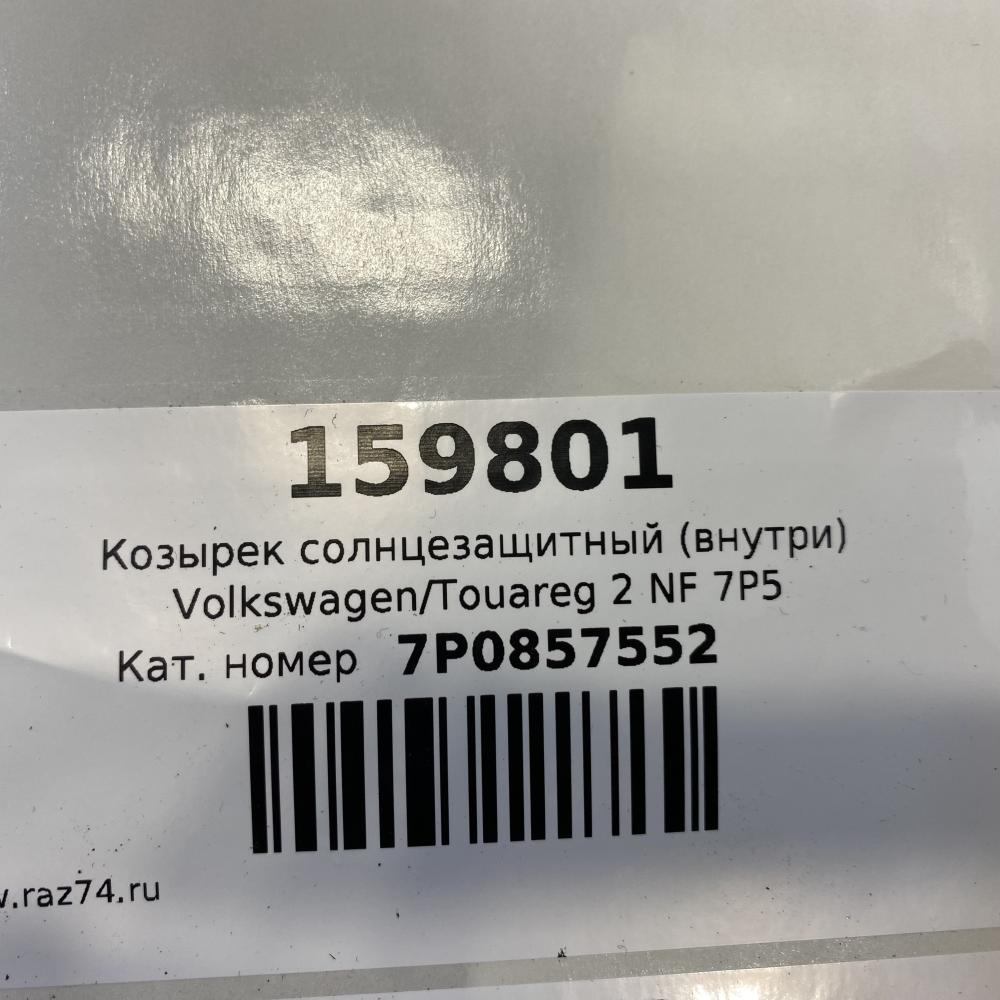 159801
Козырек солнцезащитный (внутри)
Volkswagen/Touareg 2 NF 7P5
Кат. номер 7P0857552
.raz74.ru